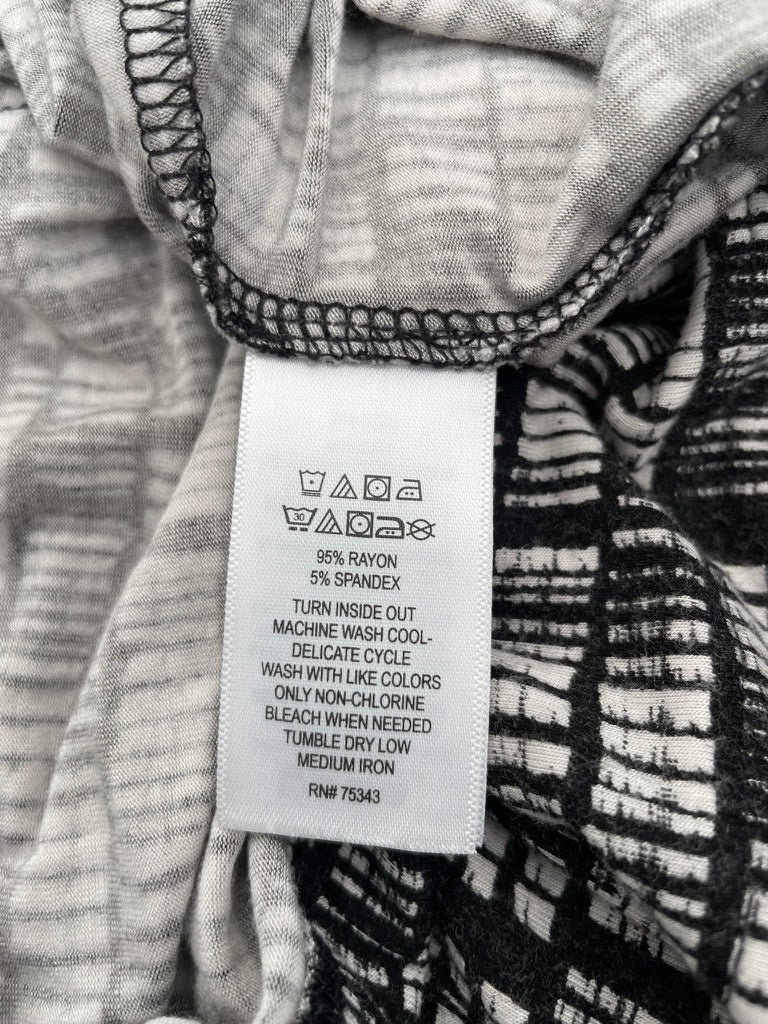 30
95% RAYON
5% SPANDEX
TURN INSIDE OUT
MACHINE WASH COOL-
DELICATE CYCLE
WASH WITH LIKE COLORS
ONLY NON-CHLORINE
BLEACH WHEN NEEDED
TUMBLE DRY LOW
MEDIUM IRON
RN# 75343